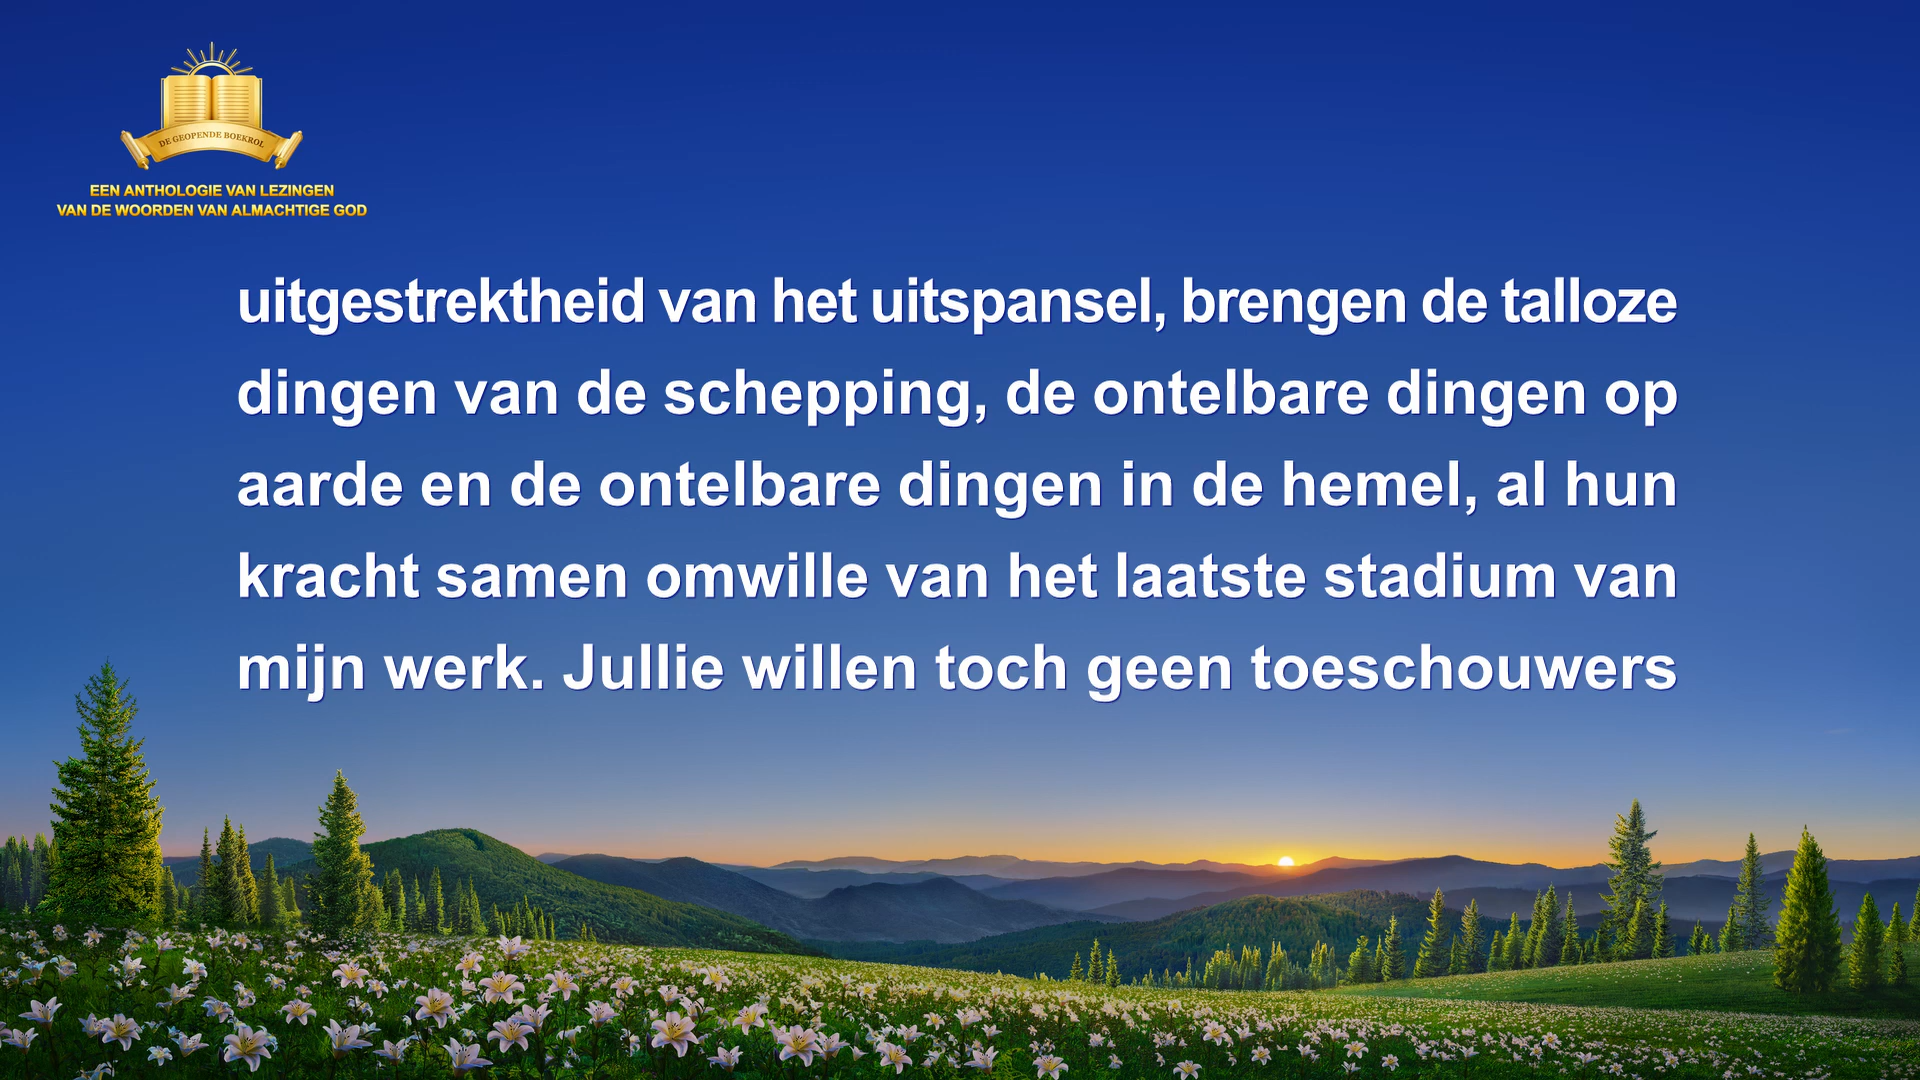 DE GEOPENDE BOEKROL
EEN ANTHOLOGIE VAN LEZINGEN
VAN DE WOORDEN VAN ALMACHTIGE GOD
uitgestrektheid van het uitspansel, brengen de talloze
dingen van de schepping, de ontelbare dingen op
aarde en de ontelbare dingen in de hemel, al hun
kracht samen omwille van het laatste stadium van
mijn werk. Jullie willen toch geen toeschouwers